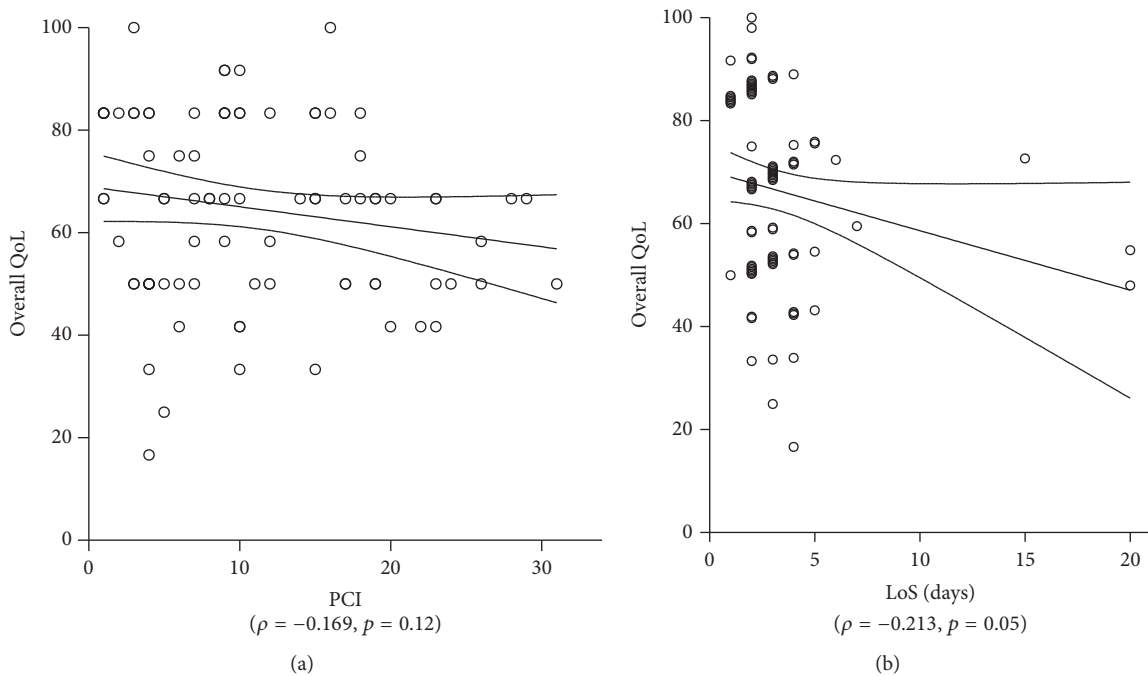 100
80
60
40
20
0
Overall QoL
0 10 20 30
PCI
(ρ = −0.169, p = 0.12)
(a)
100
80
60
40
20
0
Overall QoL
0 5 10 15 20
LoS (days)
(ρ = −0.213, p = 0.05)
(b)